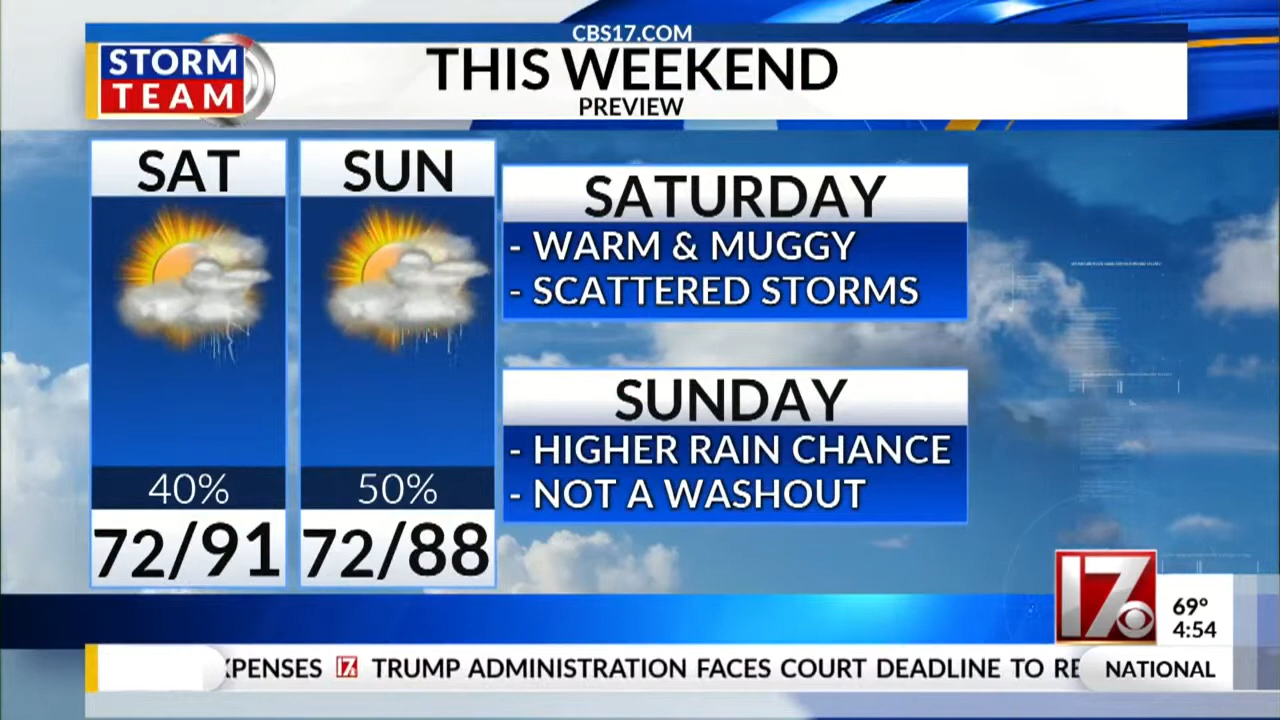 CBS17.COM
STORM
TEAM
THIS WEEKEND
PREVIEW
SAT
40%
72/91
SUN
50%
72/88
SATURDAY
- WARM & MUGGY
- SCATTERED STORMS
SUNDAY
- HIGHER RAIN CHANCE
- NOT A WASHOUT
17
69°
4:54
17 TRUMP ADMINISTRATION FACES COURT DEADLINE TO
NATIONAL